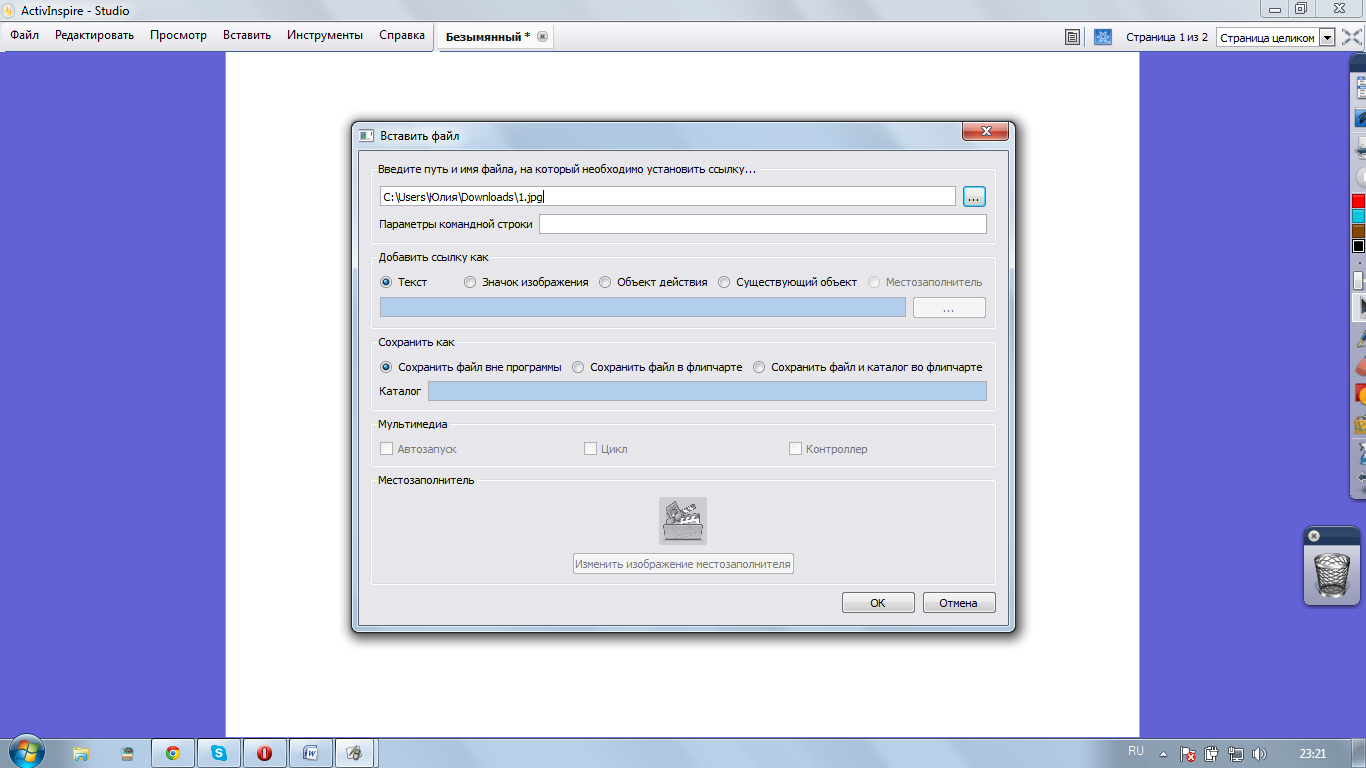 ActivInspire - Studio
Файл Редактировать Просмотр Вставить Инструменты Справка Безымянный * Страница 1 из 2 Страница целиком
Вставить файл
Введите путь и имя файла, на который необходимо установить ссылку...
C:\Users\Юлия\Downloads\1.jpg ...
Параметры командной строки
Добавить ссылку как
Текст Значок изображения Объект действия Существующий объект Местозаполнитель
...
Сохранить как
Сохранить файл вне программы Сохранить файл в флипчарте Сохранить файл и каталог во флипчарте
Каталог
Мультимедиа
Автозапуск Цикл Контроллер
Местозаполнитель
Изменить изображение местозаполнителя
ОК Отмена
RU 23:21